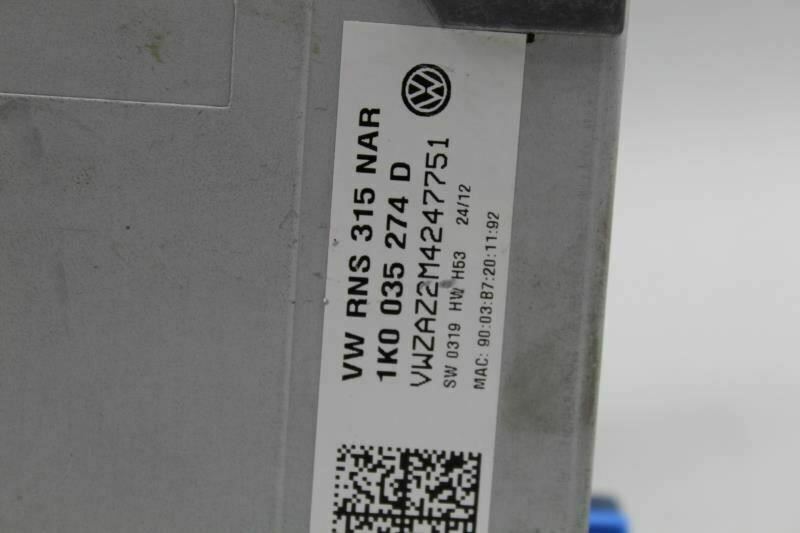 VW RNS 315 NAR
1K0 035 274 D
VWZAZ2M4247751
SW 0319 HW H53 24/12
MAC: 90:03:B7:20:11:92